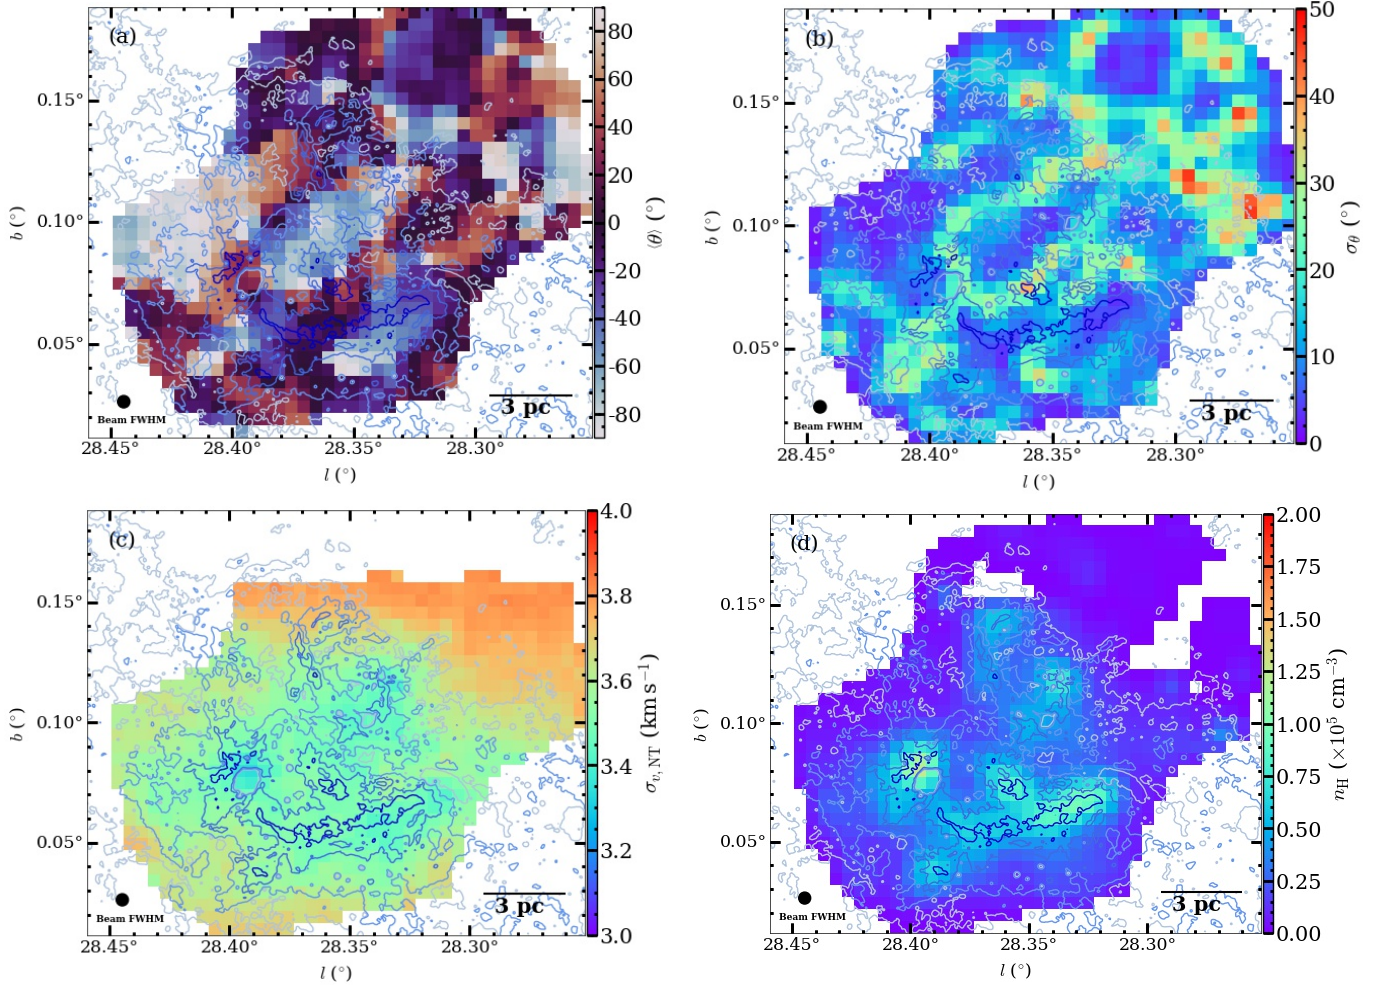 (a)
0.15°
0.10°
0.05°
b (°)
28.45° 28.40° 28.35° 28.30°
l (°)
Beam FWHM
3 pc
80
60
40
20
0
-20
-40
-60
-80
⟨θ⟩ (°)
(b)
0.15°
0.10°
0.05°
b (°)
28.45° 28.40° 28.35° 28.30°
l (°)
Beam FWHM
3 pc
50
40
30
20
10
0
σθ (°)
(c)
0.15°
0.10°
0.05°
b (°)
28.45° 28.40° 28.35° 28.30°
l (°)
Beam FWHM
3 pc
4.0
3.8
3.6
3.4
3.2
3.0
σv, NT (km s−1)
(d)
0.15°
0.10°
0.05°
b (°)
28.45° 28.40° 28.35° 28.30°
l (°)
Beam FWHM
3 pc
2.00
1.75
1.50
1.25
1.00
0.75
0.50
0.25
0.00
nH (×10⁵ cm−3)